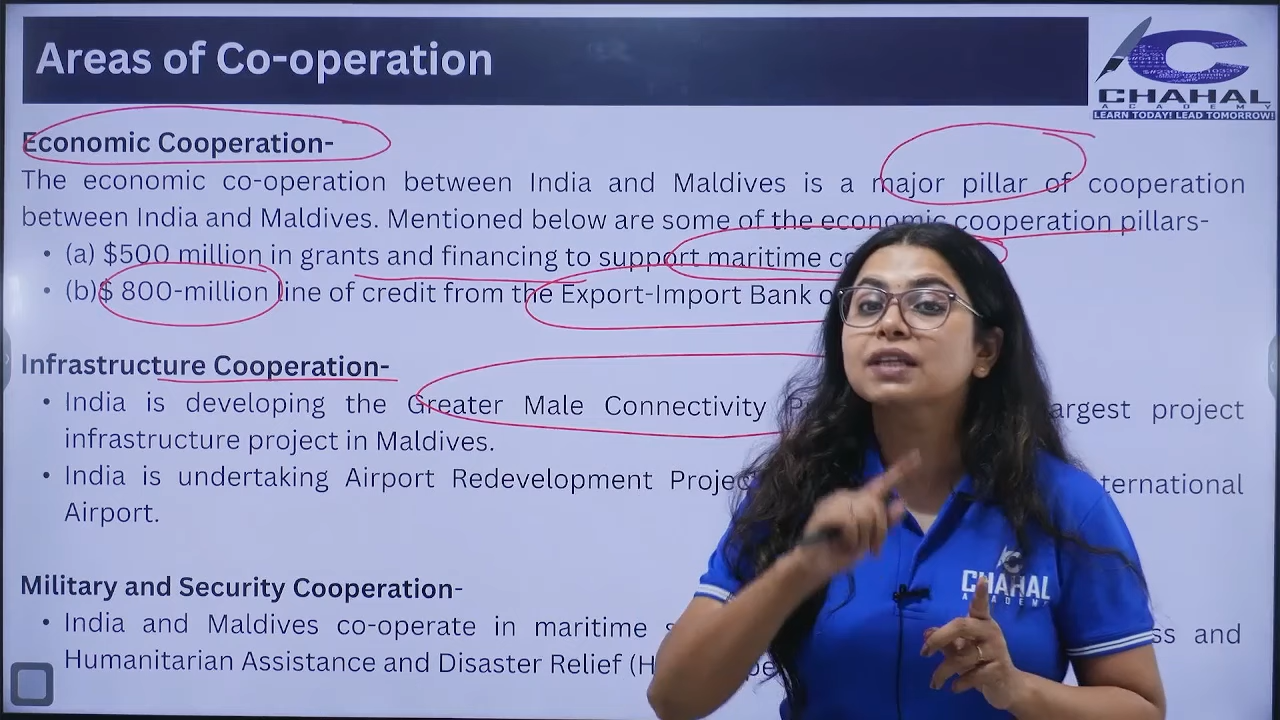 Areas of Co-operation
CHAHAL
ACADEMY
LEARN TODAY! LEAD TOMORROW!
Economic Cooperation-
The economic co-operation between India and Maldives is a major pillar of cooperation
between India and Maldives. Mentioned below are some of the economic cooperation pillars-
• (a) $500 million in grants and financing to support maritime
• (b)$ 800-million line of credit from the Export-Import Bank
Infrastructure Cooperation-
• India is developing the Greater Male Connectivity project
infrastructure project in Maldives.
• India is undertaking Airport Redevelopment
Airport.
Military and Security Cooperation-
• India and Maldives co-operate in maritime and
Humanitarian Assistance and Disaster Relief
CHAHAL
ACADEMY